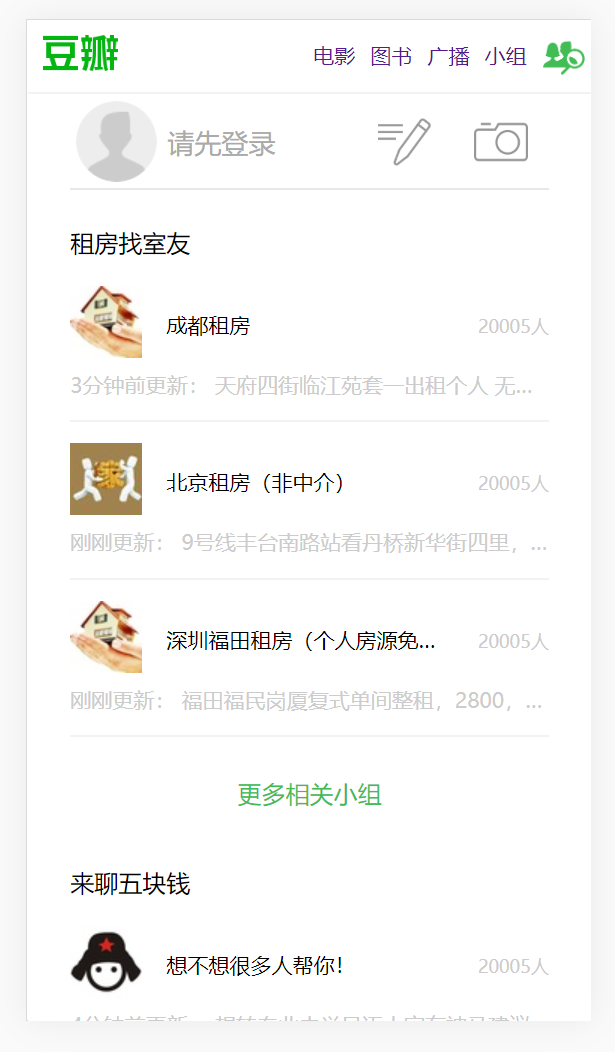 豆瓣 电影 图书 广播 小组
请先登录
租房找室友
成都租房 20005人
3分钟前更新： 天府四街临江苑套一出租个人 无...
北京租房（非中介） 20005人
刚刚更新： 9号线丰台南路站看丹桥新华街四里，...
深圳福田租房（个人房源免... 20005人
刚刚更新： 福田福民岗厦复式单间整租，2800，...
更多相关小组
来聊五块钱
想不想很多人帮你！ 20005人